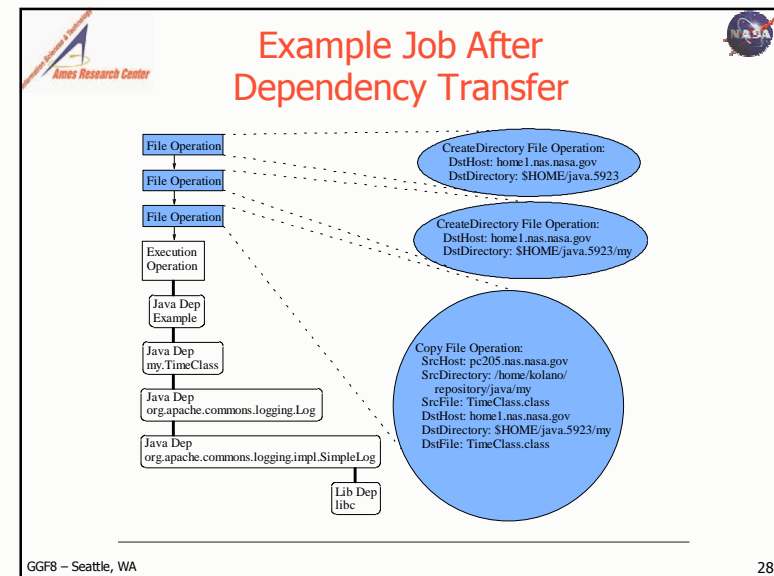 Information Sciences & Technology
Ames Research Center
NASA
Example Job After
Dependency Transfer
File Operation
File Operation
File Operation
Execution
Operation
Java Dep
Example
Java Dep
my.TimeClass
Java Dep
org.apache.commons.logging.Log
Java Dep
org.apache.commons.logging.impl.SimpleLog
Lib Dep
libc
CreateDirectory File Operation:
DstHost: home1.nas.nasa.gov
DstDirectory: $HOME/java.5923
CreateDirectory File Operation:
DstHost: home1.nas.nasa.gov
DstDirectory: $HOME/java.5923/my
Copy File Operation:
SrcHost: pc205.nas.nasa.gov
SrcDirectory: /home/kolano/
repository/java/my
SrcFile: TimeClass.class
DstHost: home1.nas.nasa.gov
DstDirectory: $HOME/java.5923/my
DstFile: TimeClass.class
GGF8 – Seattle, WA
28